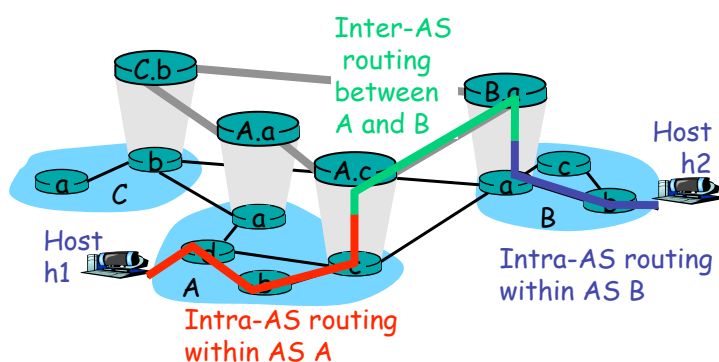 Inter-AS
routing
between
A and B
C.b
B.a
A.a
A.c
Host
h2
a
b
C
a
c
b
B
a
Host
h1
d
b
c
A
Intra-AS routing
within AS B
Intra-AS routing
within AS A